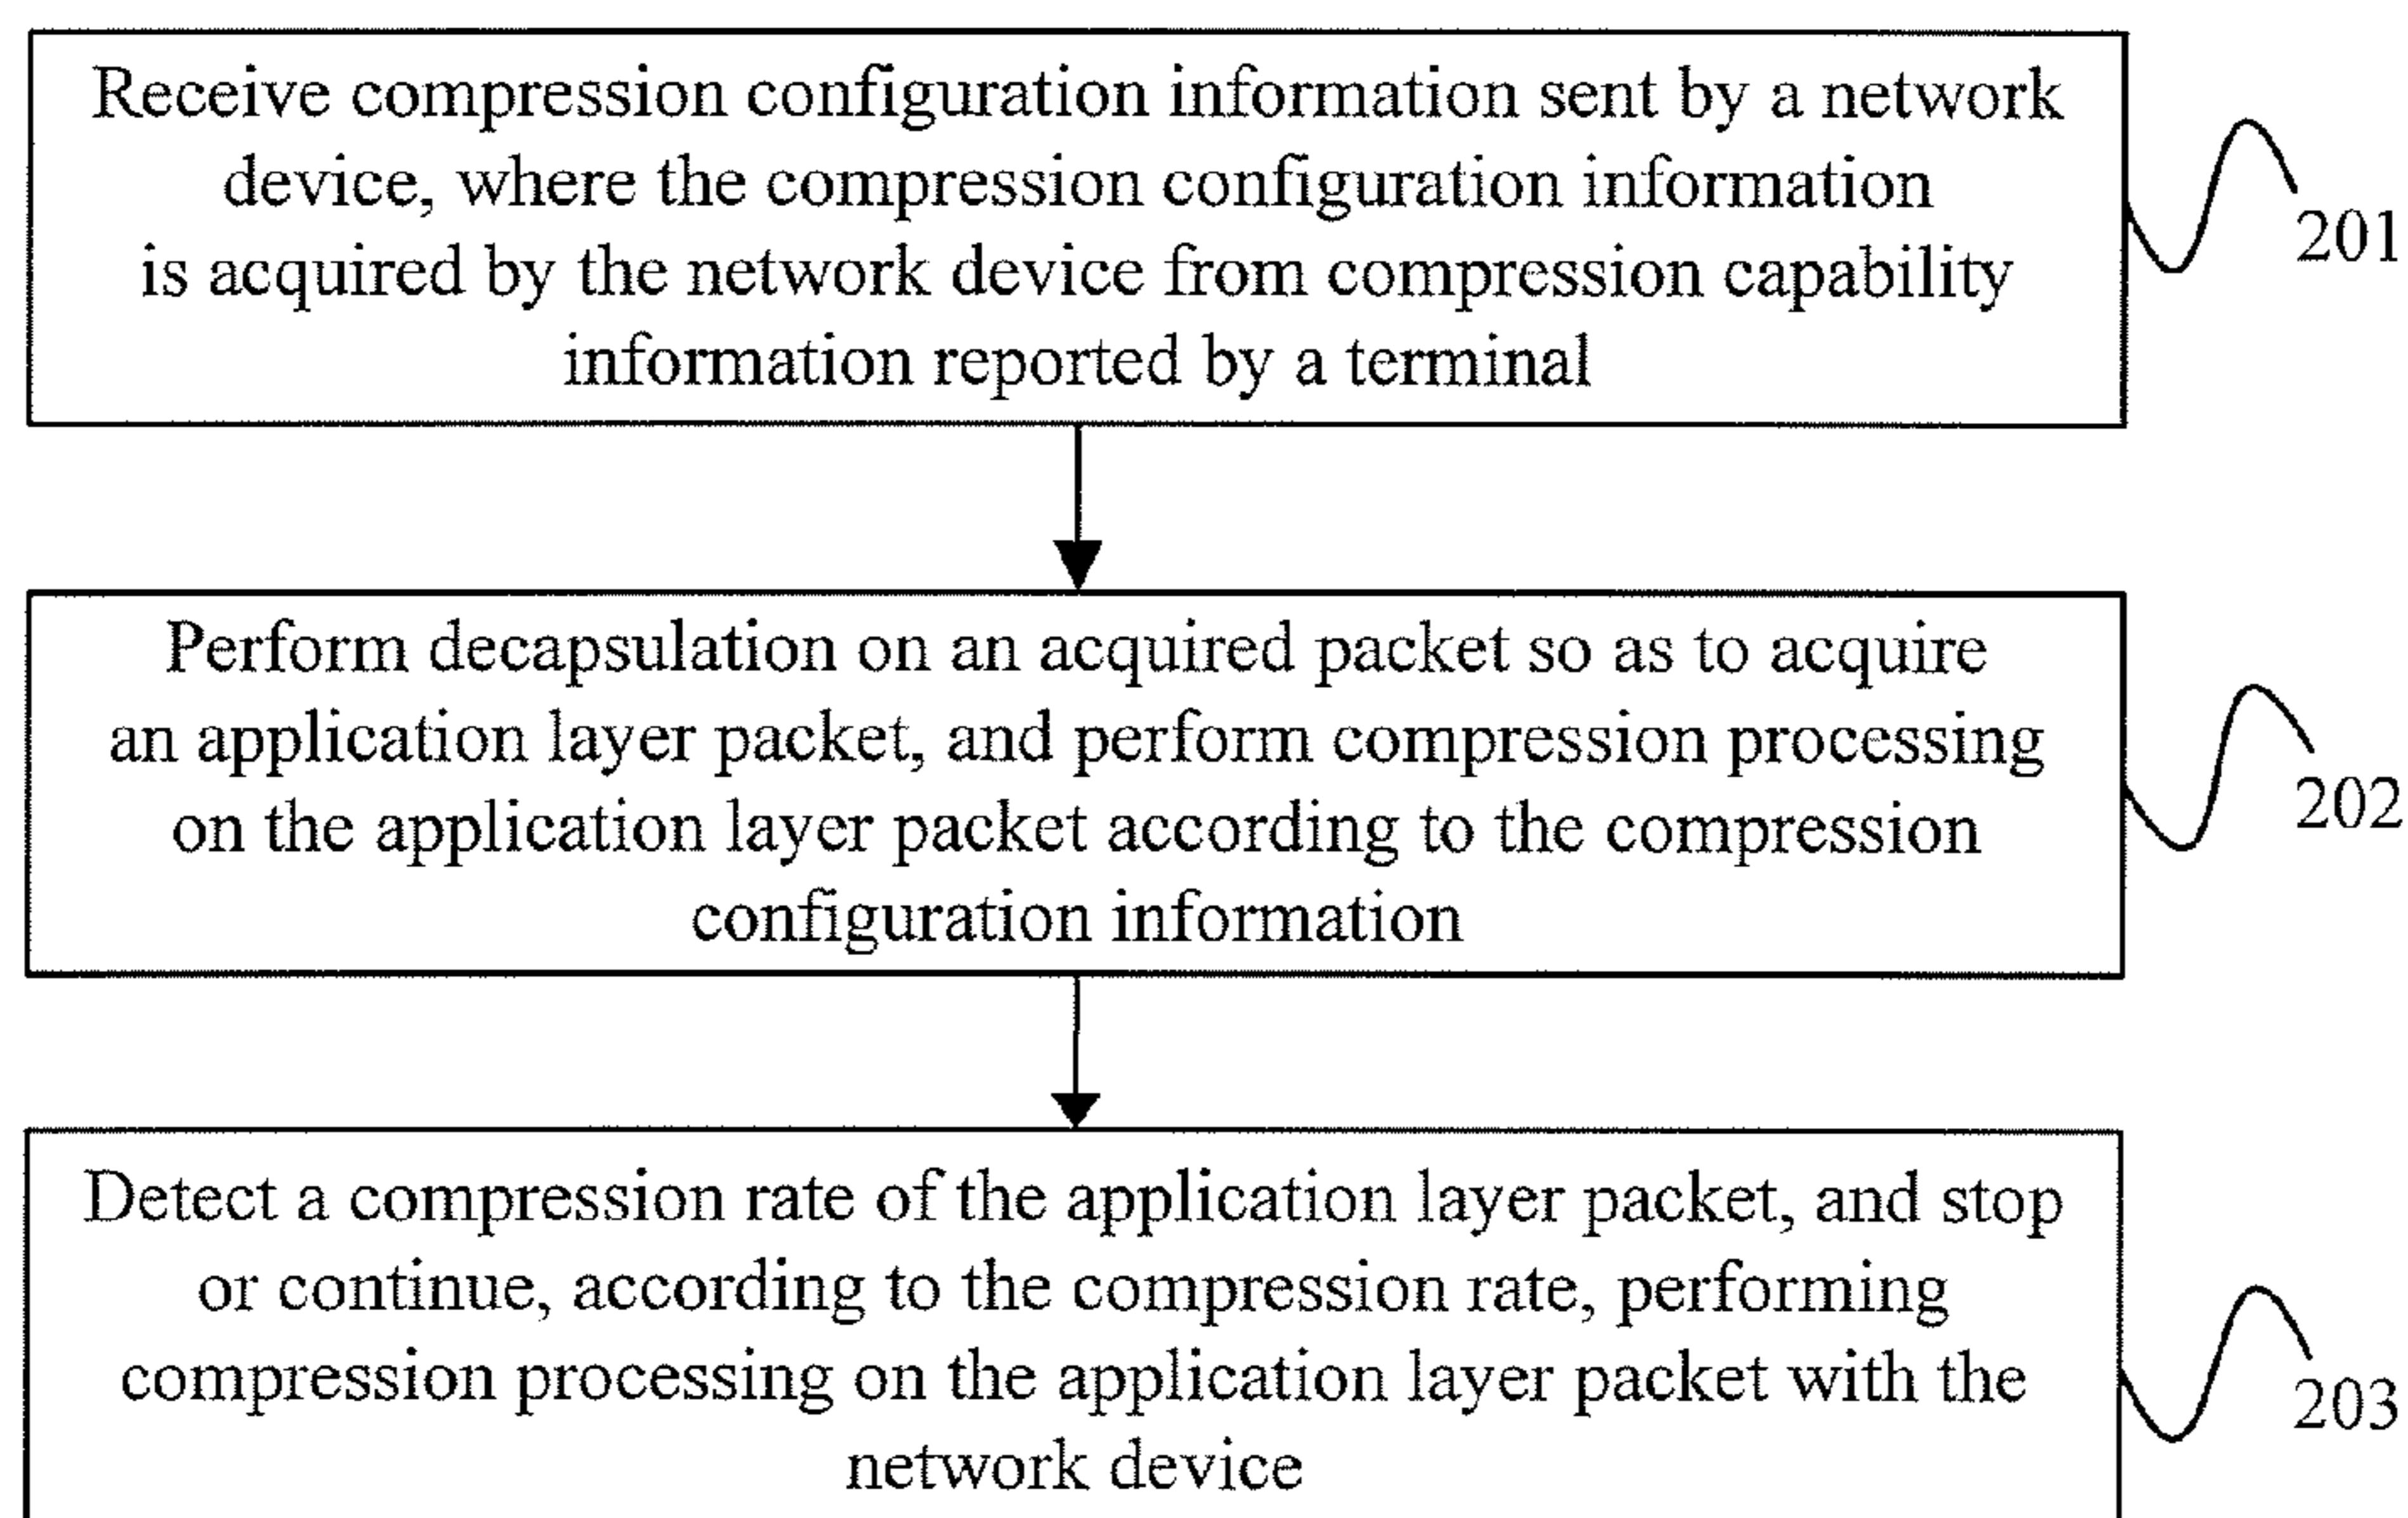 Receive compression configuration information sent by a network
device, where the compression configuration information
is acquired by the network device from compression capability
information reported by a terminal
201
Perform decapsulation on an acquired packet so as to acquire
an application layer packet, and perform compression processing
on the application layer packet according to the compression
configuration information
202
Detect a compression rate of the application layer packet, and stop
or continue, according to the compression rate, performing
compression processing on the application layer packet with the
network device
203